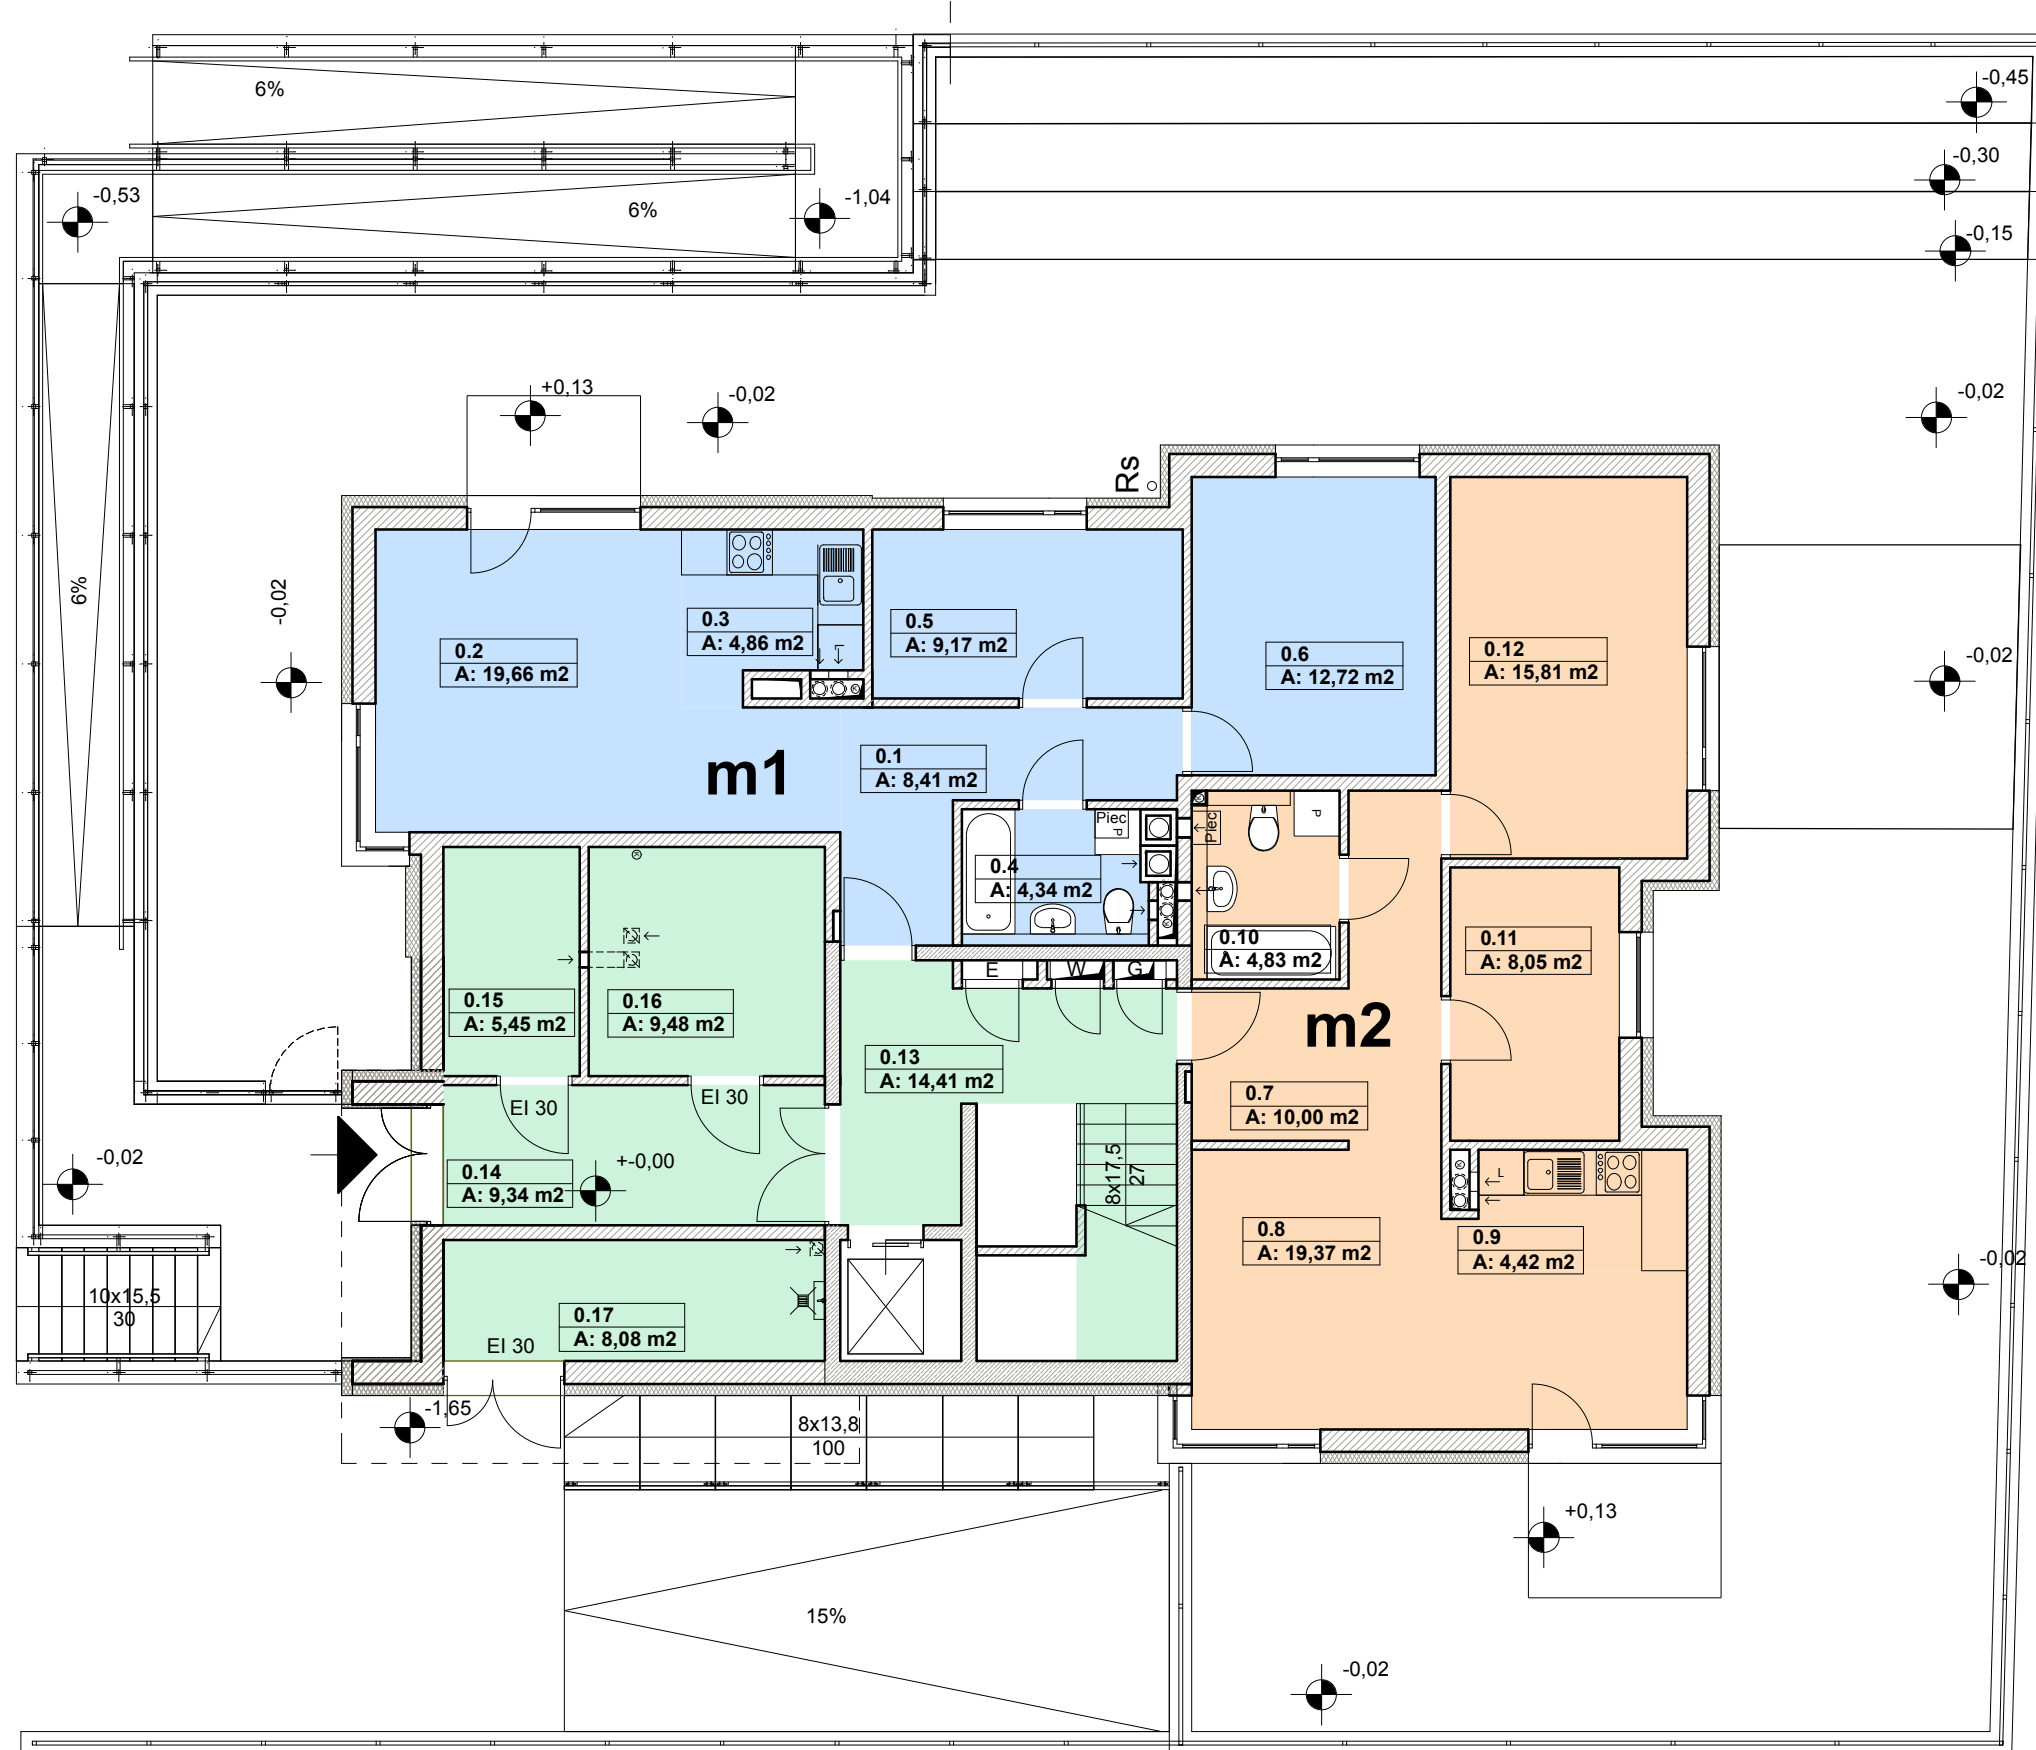 6%
-0,45
-0,30
-0,53
6%
-1,04
-0,15
+0,13
-0,02
-0,02
Rs
6%
-0,02
0.3
A: 4,86 m2
0.5
A: 9,17 m2
0.2
A: 19,66 m2
L
0.6
A: 12,72 m2
0.12
A: 15,81 m2
-0,02
m1
0.1
A: 8,41 m2
Piec
P
Piec
P
0.4
A: 4,34 m2
0.10
A: 4,83 m2
0.11
A: 8,05 m2
E
W
G
0.15
A: 5,45 m2
0.16
A: 9,48 m2
m2
0.13
A: 14,41 m2
EI 30
EI 30
0.7
A: 10,00 m2
-0,02
0.14
A: 9,34 m2
+-0,00
8x17,5
27
L
0.8
A: 19,37 m2
0.9
A: 4,42 m2
-0,02
10x15,5
30
0.17
A: 8,08 m2
EI 30
-1,65
8x13,8
100
+0,13
15%
-0,02